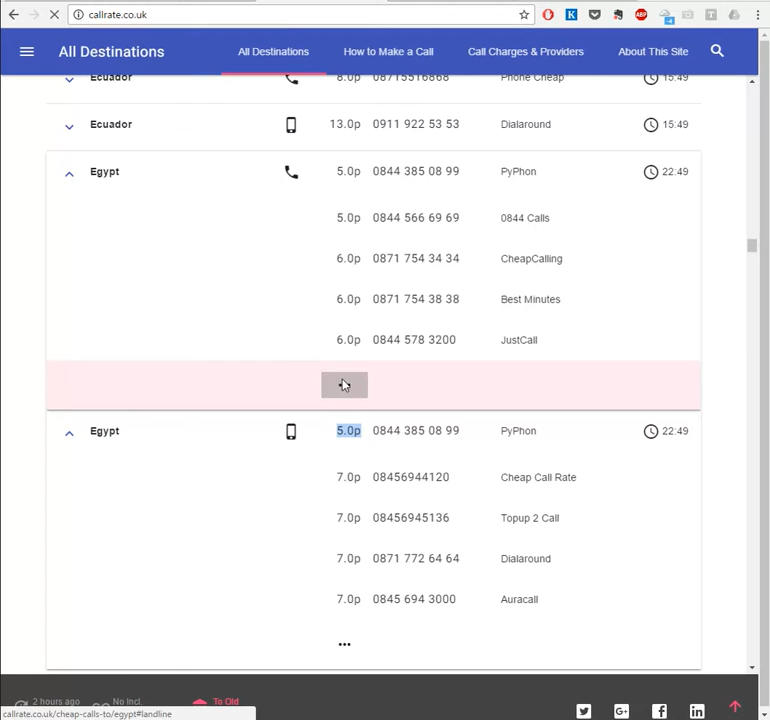 callrate.co.uk
All Destinations
All Destinations How to Make a Call Call Charges & Providers About This Site
Ecuador 8.0p 08715516868 Phone Cheap 15:49
Ecuador 13.0p 0911 922 53 53 Dialaround 15:49
Egypt 5.0p 0844 385 08 99 PyPhon 22:49
5.0p 0844 566 69 69 0844 Calls
6.0p 0871 754 34 34 CheapCalling
6.0p 0871 754 38 38 Best Minutes
6.0p 0844 578 3200 JustCall
Egypt 5.0p 0844 385 08 99 PyPhon 22:49
7.0p 08456944120 Cheap Call Rate
7.0p 08456945136 Topup 2 Call
7.0p 0871 772 64 64 Dialaround
7.0p 0845 694 3000 Auracall
...
2 hours ago No Incl. To Old
callrate.co.uk/cheap-calls-to/egypt#landline